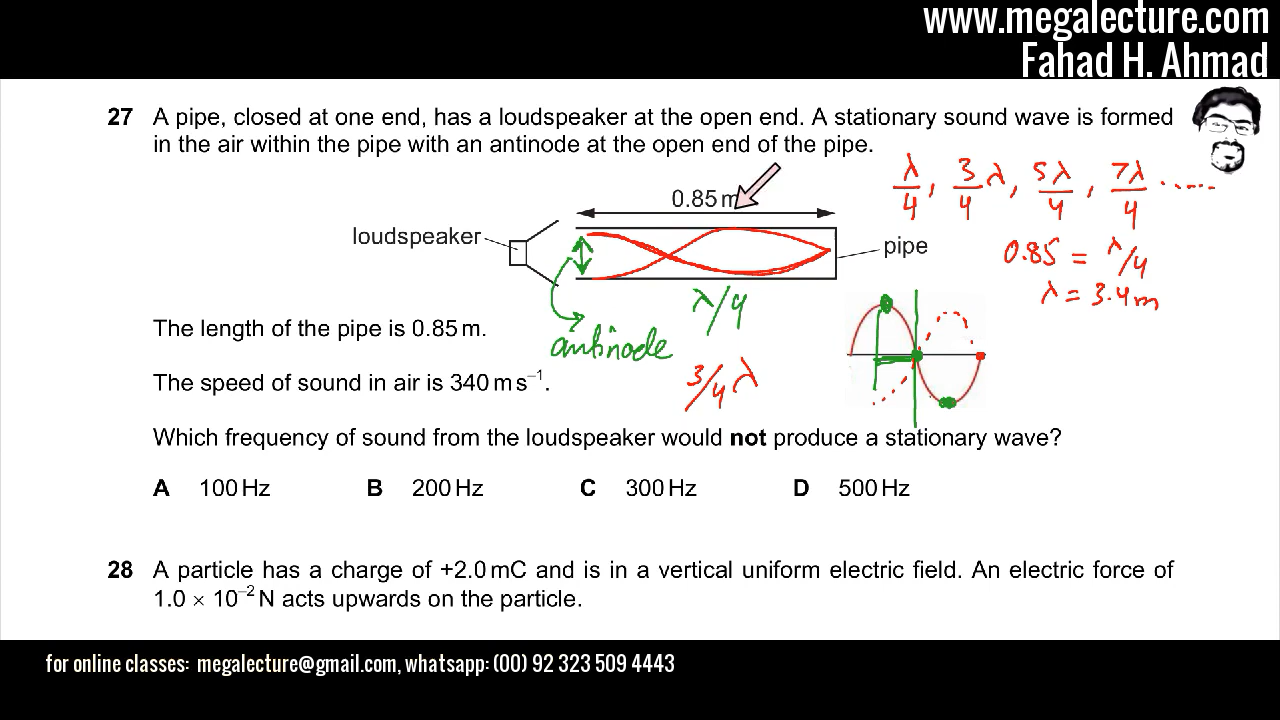 www.megalecture.com
Fahad H. Ahmad
27 A pipe, closed at one end, has a loudspeaker at the open end. A stationary sound wave is formed
in the air within the pipe with an antinode at the open end of the pipe.
λ/4, 3/4 λ, 5λ/4, 7λ/4 .....
0.85 m
loudspeaker
pipe
0.85 = λ/4
λ = 3.4m
λ/4
The length of the pipe is 0.85 m.
antinode
3/4 λ
The speed of sound in air is 340 m s⁻¹.
Which frequency of sound from the loudspeaker would not produce a stationary wave?
A 100 Hz B 200 Hz C 300 Hz D 500 Hz
28 A particle has a charge of +2.0 mC and is in a vertical uniform electric field. An electric force of
1.0 × 10⁻² N acts upwards on the particle.
for online classes: megalecture@gmail.com, whatsapp: (00) 92 323 509 4443